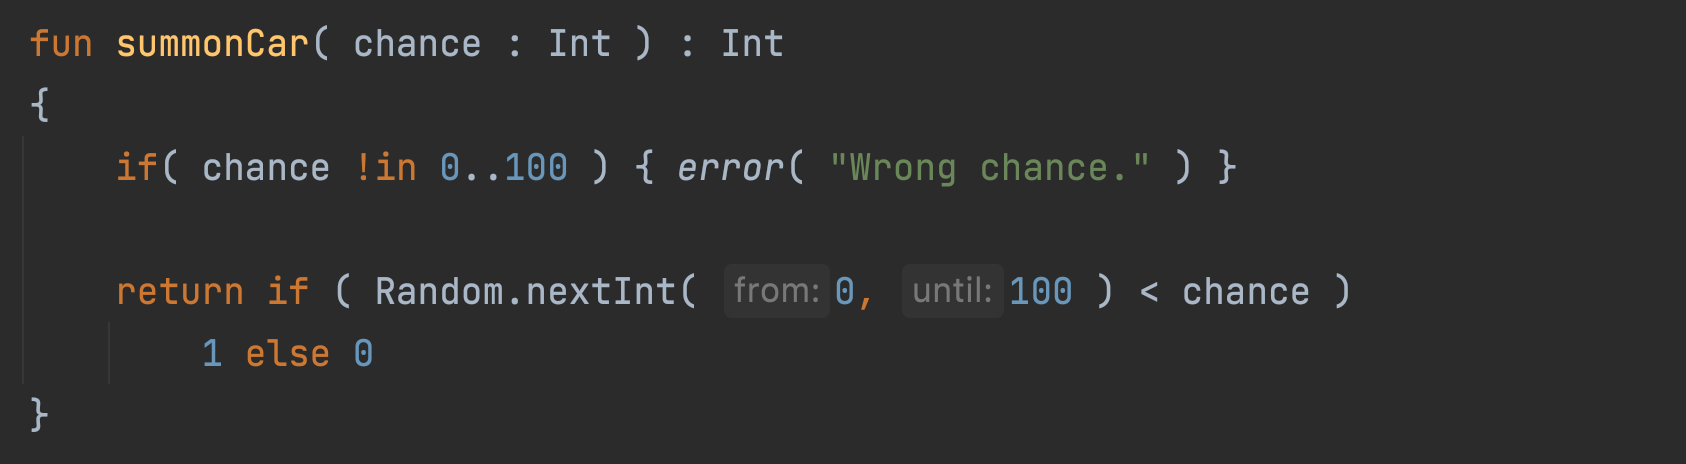 fun summonCar( chance : Int ) : Int
{
if( chance !in 0..100 ) { error( "Wrong chance." ) }
return if ( Random.nextInt( from: 0, until: 100 ) < chance )
1 else 0
}